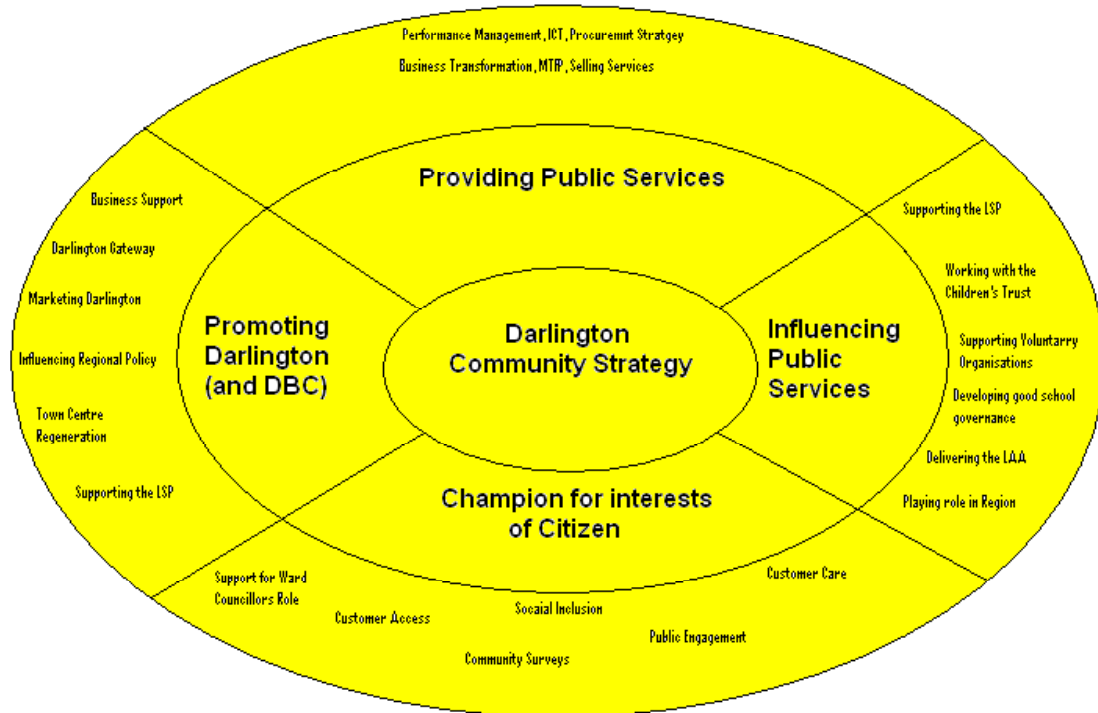 Performance Management, ICT, Procuremnt Stratgey
Business Transformation, MTFP, Selling Services
Providing Public Services
Business Support
Darlington Gateway
Marketing Darlington
Influencing Regional Policy
Town Centre
Regeneration
Supporting the LSP
Promoting
Darlington
(and DBC)
Darlington
Community Strategy
Influencing
Public
Services
Supporting the LSP
Working with the
Children's Trust
Supporting Voluntarry
Organisations
Developing good school
governance
Delivering the LAA
Playing role in Region
Champion for interests
of Citizen
Support for Ward
Councillors Role
Customer Access
Socaial Inclusion
Customer Care
Community Surveys
Public Engagement